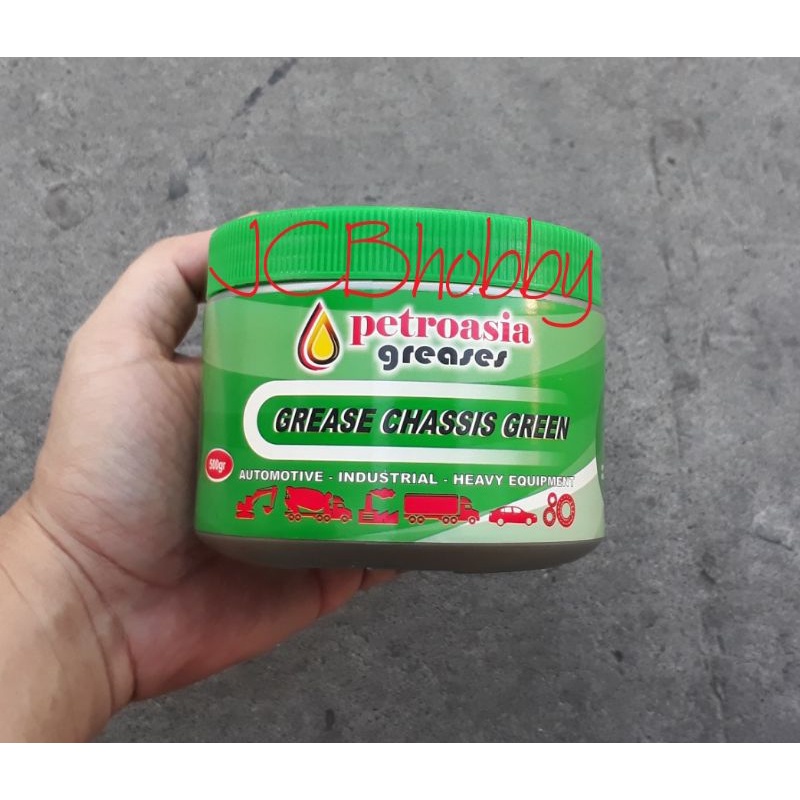 JCBhobby
petroasia
greases
GREASE CHASSIS GREEN
500gr
AUTOMOTIVE - INDUSTRIAL - HEAVY EQUIPMENT